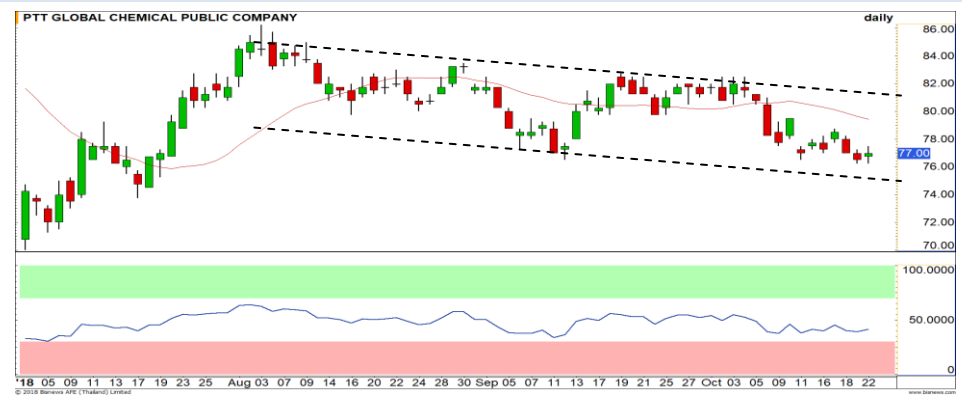 PTT GLOBAL CHEMICAL PUBLIC COMPANY
daily
86.00
84.00
82.00
80.00
78.00
77.00
76.00
74.00
72.00
70.00
100.0000
50.0000
0
'18 05 09 11 13 17 19 23 25 Aug 03 07 09 14 16 20 22 24 28 30 Sep 05 07 11 13 17 19 21 25 27 Oct 03 05 09 11 16 18 22
© 2018 Bisnews AFE (Thailand) Limited
www.bisnews.com